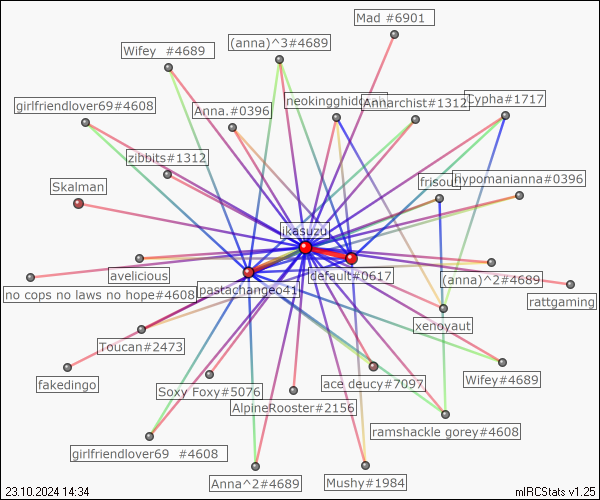 Mad #6901
(anna)^3#4689
Wifey  #4689
girlfriendlover69#4608
Anna.#0396
Annarchist#1312
Cypha#1717
zibbits#1312
Skalman
hypomanianna#0396
jkasuzu
avelicious
default#0617
(anna)^2#4689
no cops no laws no hope#4608
pastachangeo41
rattgaming
xenoyaut
Toucan#2473
fakedingo
Soxy Foxy#5076
ace deucy#7097
Wifey#4689
AlpineRooster#2156
ramshackle gorey#4608
girlfriendlover69  #4608
Anna^2#4689
Mushy#1984
23.10.2024 14:34
mIRCStats v1.25